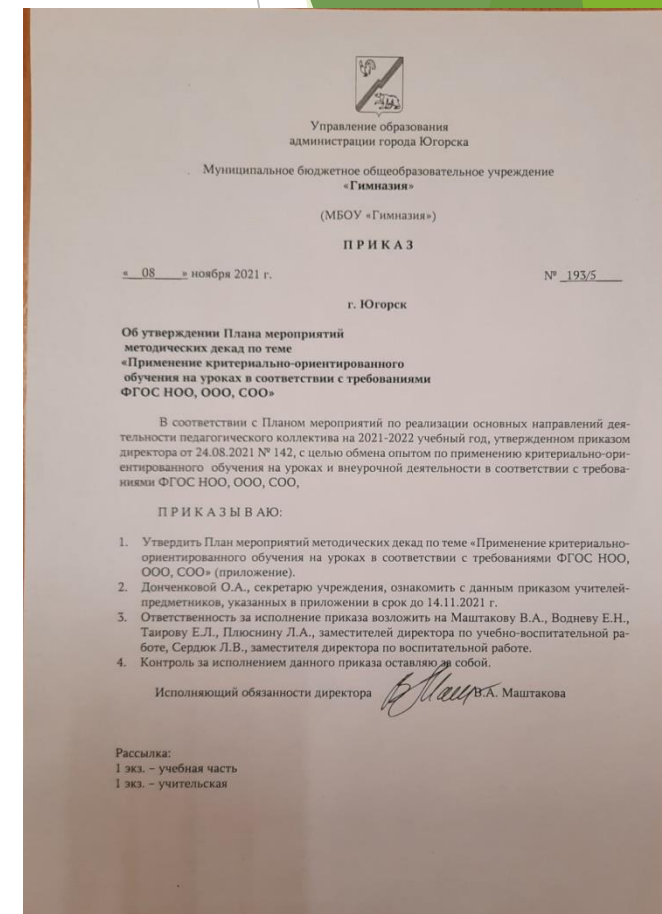 Управление образования
администрации города Югорска
Муниципальное бюджетное общеобразовательное учреждение
«Гимназия»
(МБОУ «Гимназия»)
ПРИКАЗ
«__08____» ноября 2021 г. № _193/5____
г. Югорск
Об утверждении Плана мероприятий
методических декад по теме
«Применение критериально-ориентированного
обучения на уроках в соответствии с требованиями
ФГОС НОО, ООО, СОО»
В соответствии с Планом мероприятий по реализации основных направлений дея-
тельности педагогического коллектива на 2021-2022 учебный год, утвержденном приказом
директора от 24.08.2021 № 142, с целью обмена опытом по применению критериально-ори-
ентированного обучения на уроках и внеурочной деятельности в соответствии с требова-
ниями ФГОС НОО, ООО, СОО,
ПРИКАЗЫВАЮ:
1. Утвердить План мероприятий методических декад по теме «Применение критериально-
ориентированного обучения на уроках в соответствии с требованиями ФГОС НОО,
ООО, СОО» (приложение).
2. Донченковой О.А., секретарю учреждения, ознакомить с данным приказом учителей-
предметников, указанных в приложении в срок до 14.11.2021 г.
3. Ответственность за исполнение приказа возложить на Маштакову В.А., Водневу Е.Н.,
Таирову Е.Л., Плюснину Л.А., заместителей директора по учебно-воспитательной ра-
боте, Сердюк Л.В., заместителя директора по воспитательной работе.
4. Контроль за исполнением данного приказа оставляю за собой.
Исполняющий обязанности директора В.А. Маштакова
Рассылка:
1 экз. – учебная часть
1 экз. – учительская